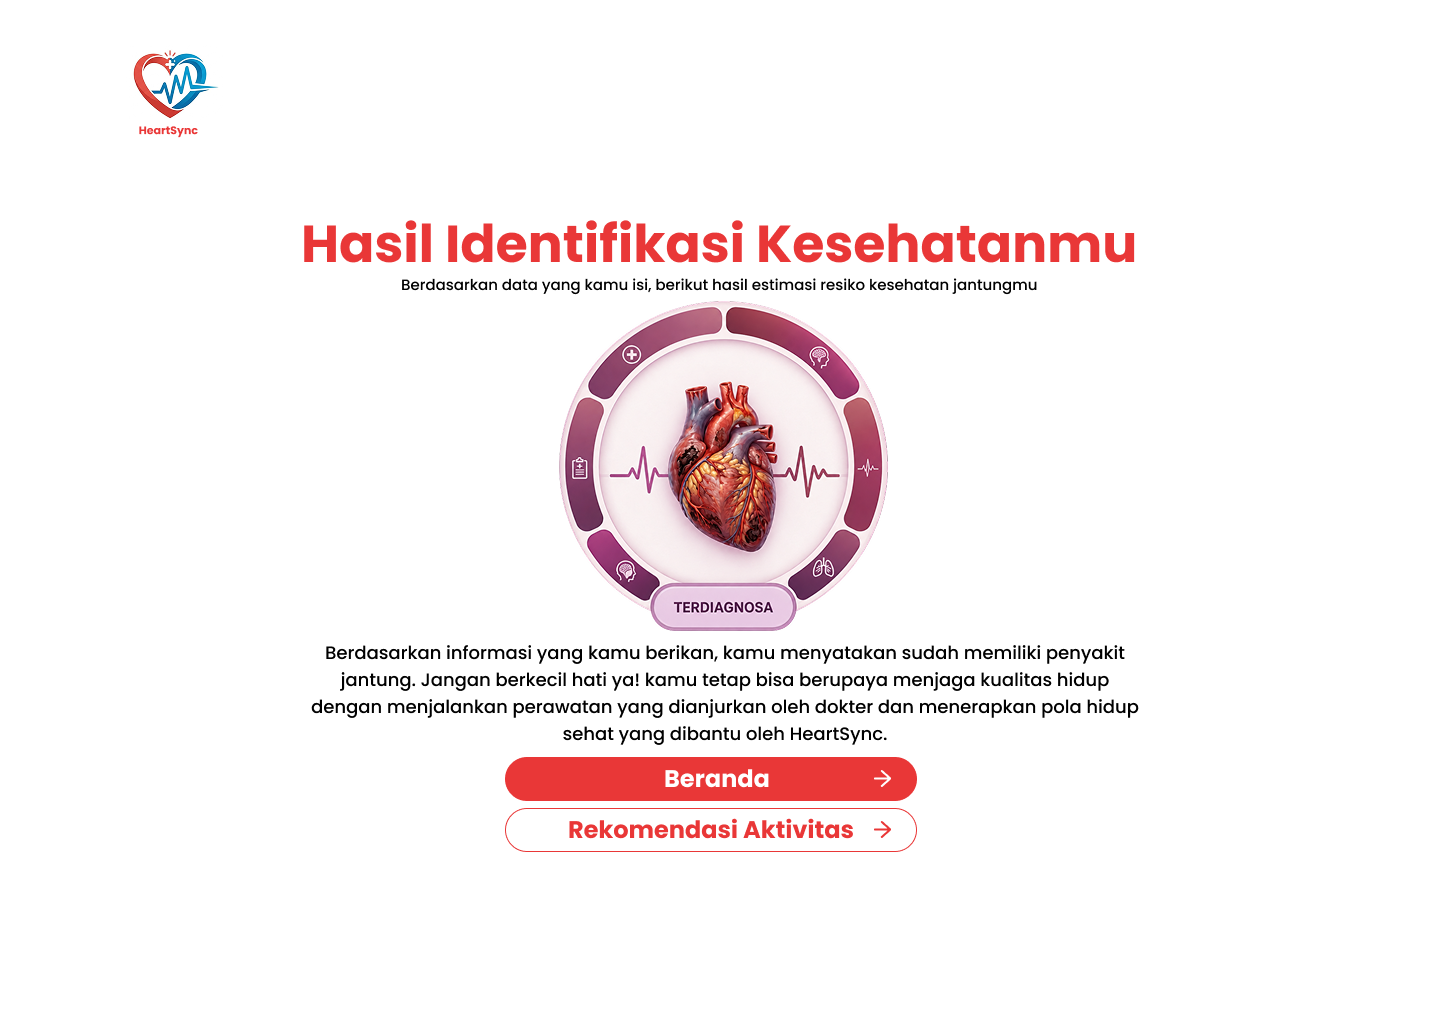 HeartSync
Hasil Identifikasi Kesehatanmu
Berdasarkan data yang kamu isi, berikut hasil estimasi resiko kesehatan jantungmu
TERDIAGNOSA
Berdasarkan informasi yang kamu berikan, kamu menyatakan sudah memiliki penyakit
jantung. Jangan berkecil hati ya! kamu tetap bisa berupaya menjaga kualitas hidup
dengan menjalankan perawatan yang dianjurkan oleh dokter dan menerapkan pola hidup
sehat yang dibantu oleh HeartSync.
Beranda
Rekomendasi Aktivitas